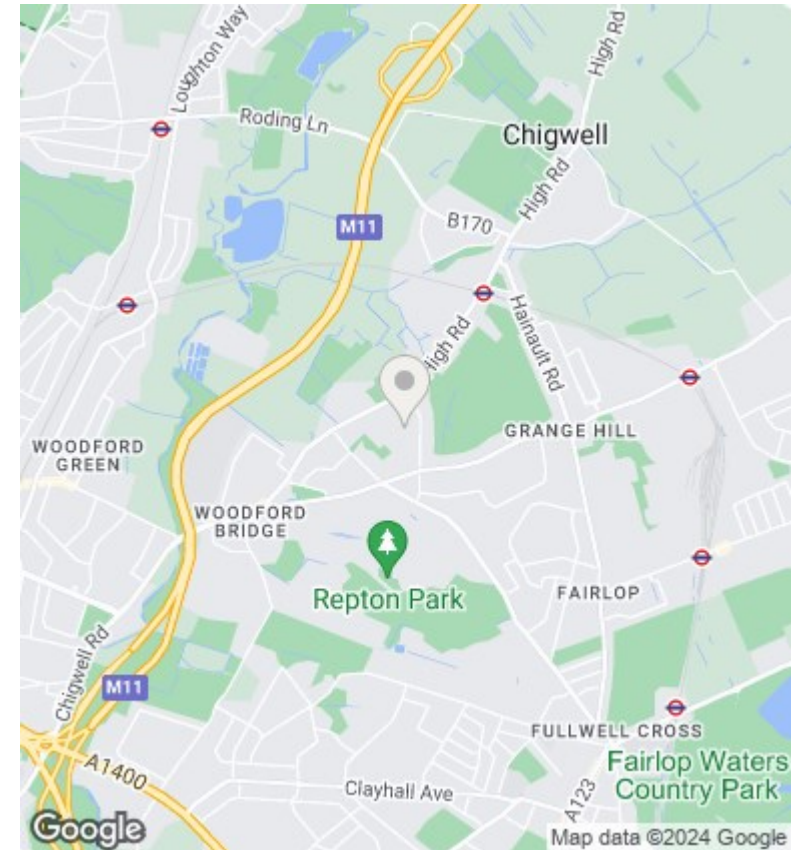 Loughton Way
High Rd
Roding Ln
Chigwell
High Rd
B170
M11
Hainault Rd
High Rd
GRANGE HILL
WOODFORD
GREEN
WOODFORD
BRIDGE
Repton Park
FAIRLOP
Chigwell Rd
M11
FULLWELL CROSS
Fairlop Waters
Country Park
A1400
Clayhall Ave
A123
Google
Map data ©2024 Google